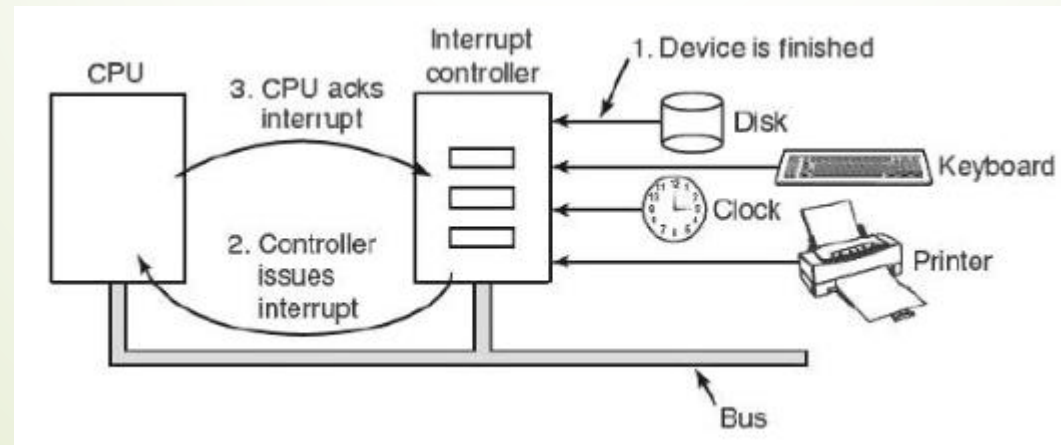 CPU
Interrupt
controller
1. Device is finished
3. CPU acks
interrupt
Disk
Keyboard
Clock
2. Controller
issues
interrupt
Printer
Bus